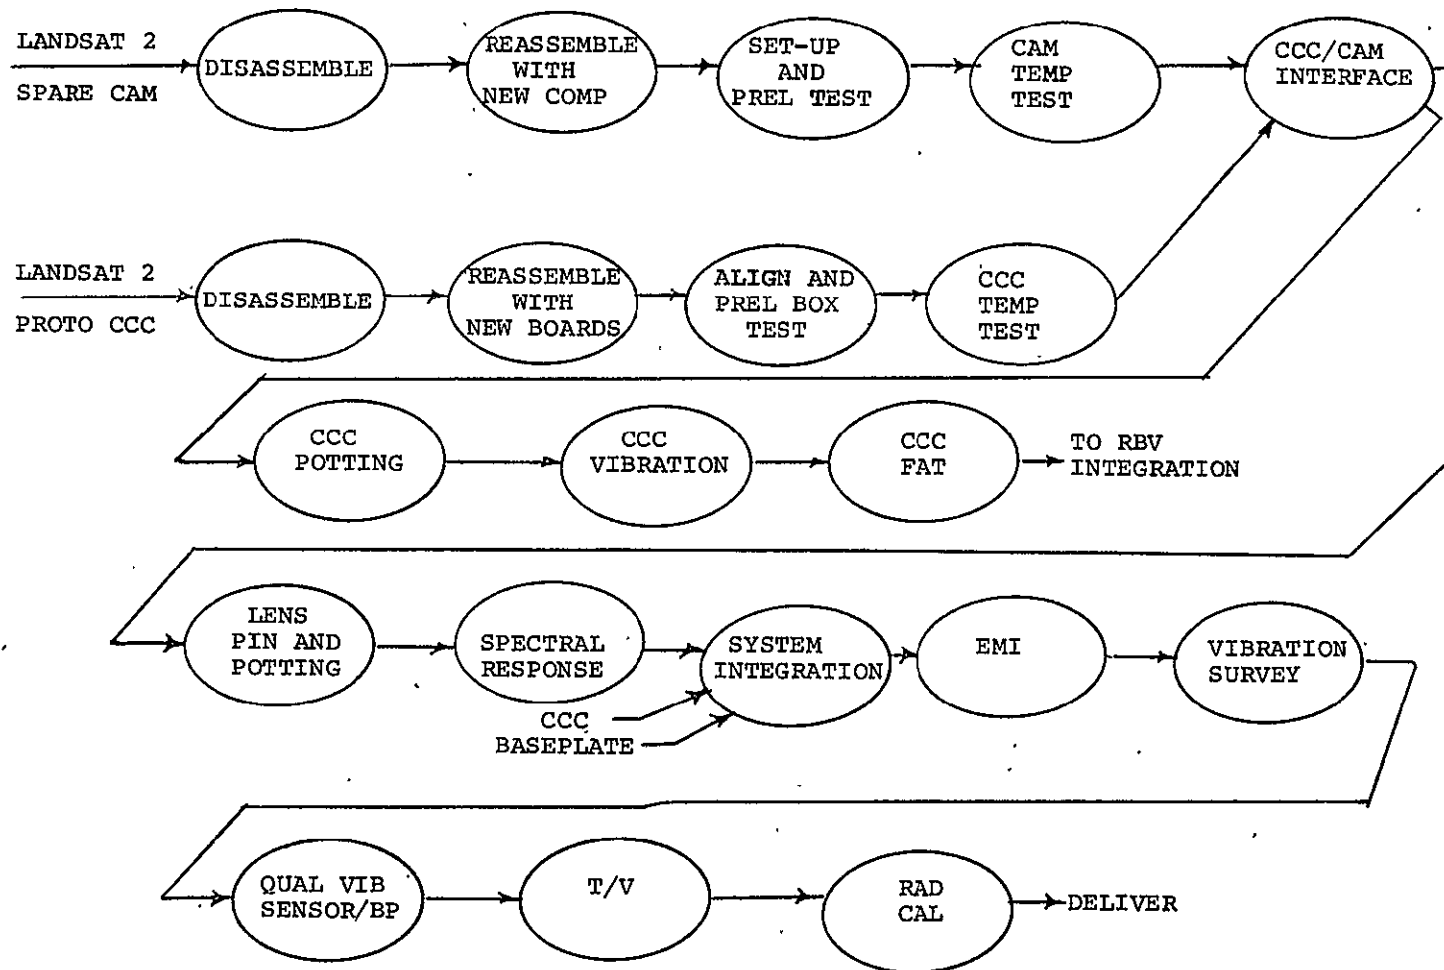 LANDSAT 2
SPARE CAM
DISASSEMBLE
REASSEMBLE
WITH
NEW COMP
SET-UP
AND
PREL TEST
CAM
TEMP
TEST
CCC/CAM
INTERFACE
LANDSAT 2
PROTO CCC
DISASSEMBLE
REASSEMBLE
WITH
NEW BOARDS
ALIGN AND
PREL BOX
TEST
CCC
TEMP
TEST
CCC
POTTING
CCC
VIBRATION
CCC
FAT
TO RBV
INTEGRATION
LENS
PIN AND
POTTING
SPECTRAL
RESPONSE
CCC
BASEPLATE
SYSTEM
INTEGRATION
EMI
VIBRATION
SURVEY
QUAL VIB
SENSOR/BP
T/V
RAD
CAL
DELIVER